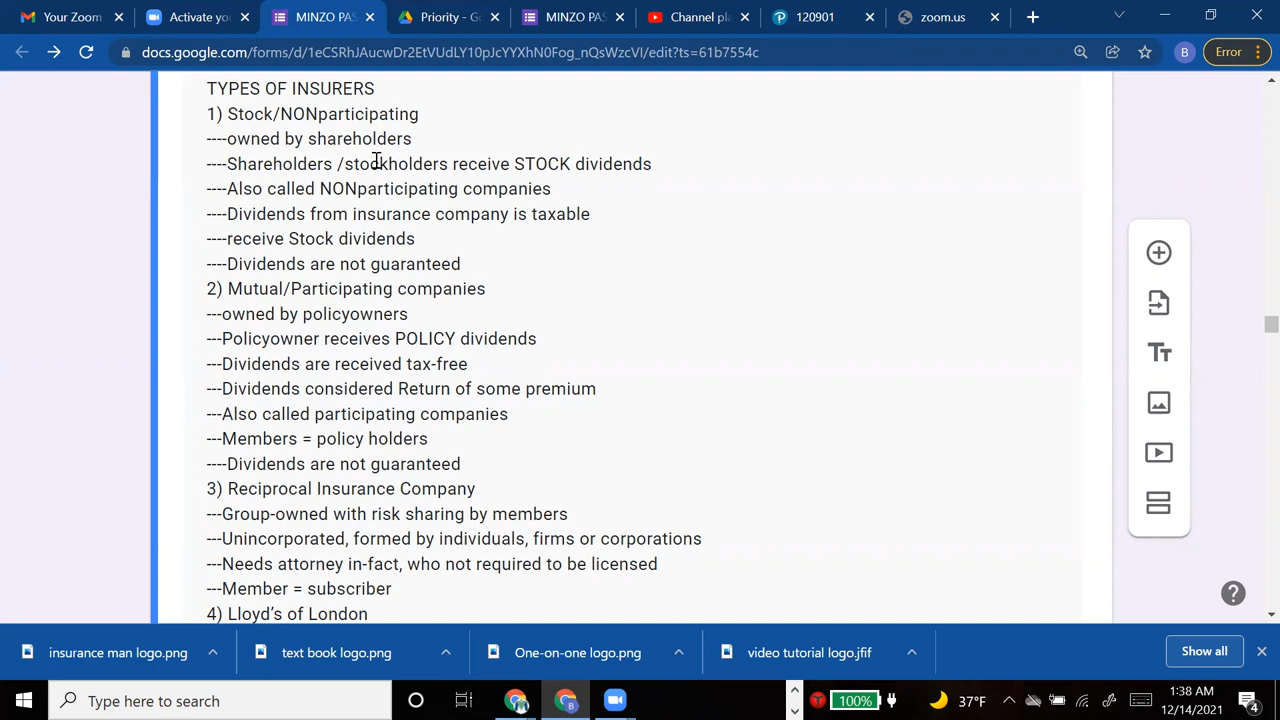 Your Zoom
Activate you
MINZO PAS
Priority - Go
MINZO PAS
Channel pla
120901
zoom.us
docs.google.com/forms/d/1eCSRhJAucwDr2EtVUdLY10pJcYYXhN0Fog_nQsWzcVI/edit?ts=61b7554c
B
Error
TYPES OF INSURERS
1) Stock/NONparticipating
----owned by shareholders
----Shareholders /stockholders receive STOCK dividends
----Also called NONparticipating companies
----Dividends from insurance company is taxable
----receive Stock dividends
----Dividends are not guaranteed
2) Mutual/Participating companies
---owned by policyowners
---Policyowner receives POLICY dividends
---Dividends are received tax-free
---Dividends considered Return of some premium
---Also called participating companies
---Members = policy holders
----Dividends are not guaranteed
3) Reciprocal Insurance Company
---Group-owned with risk sharing by members
---Unincorporated, formed by individuals, firms or corporations
---Needs attorney in-fact, who not required to be licensed
---Member = subscriber
4) Lloyd's of London
Tт
insurance man logo.png
text book logo.png
One-on-one logo.png
video tutorial logo.jfif
Show all
Type here to search
100%
37°F
1:38 AM
12/14/2021
4